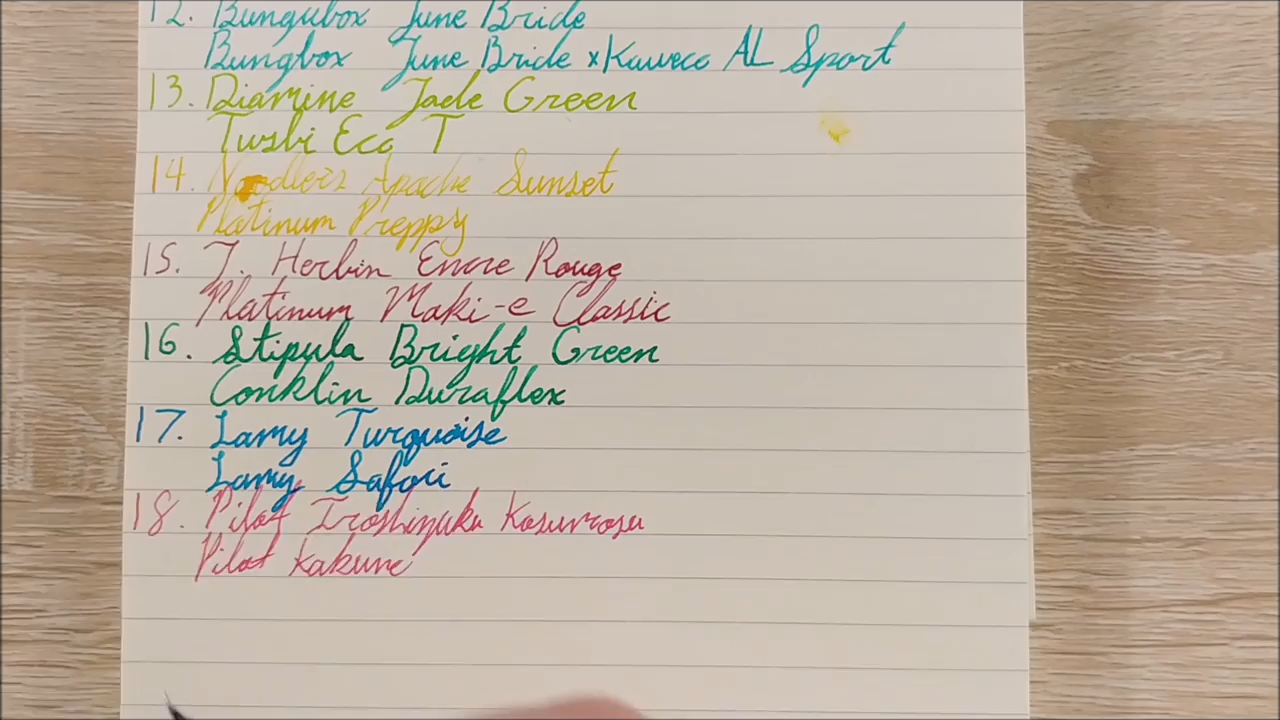 12. Bungubox June Bride
Bungbox June Bride x Kaweco AL Sport
13. Diamine Jade Green
Twsbi Eco T
14. Noodlers Apache Sunset
Platinum Preppy
15. J. Herbin Encre Rouge
Platinum Maki-e Classic
16. Stipula Bright Green
Conklin Duraflex
17. Lamy Turquoise
Lamy Safari
18. Pilot Iroshizuku Kosumosu
Pilot Kakuno